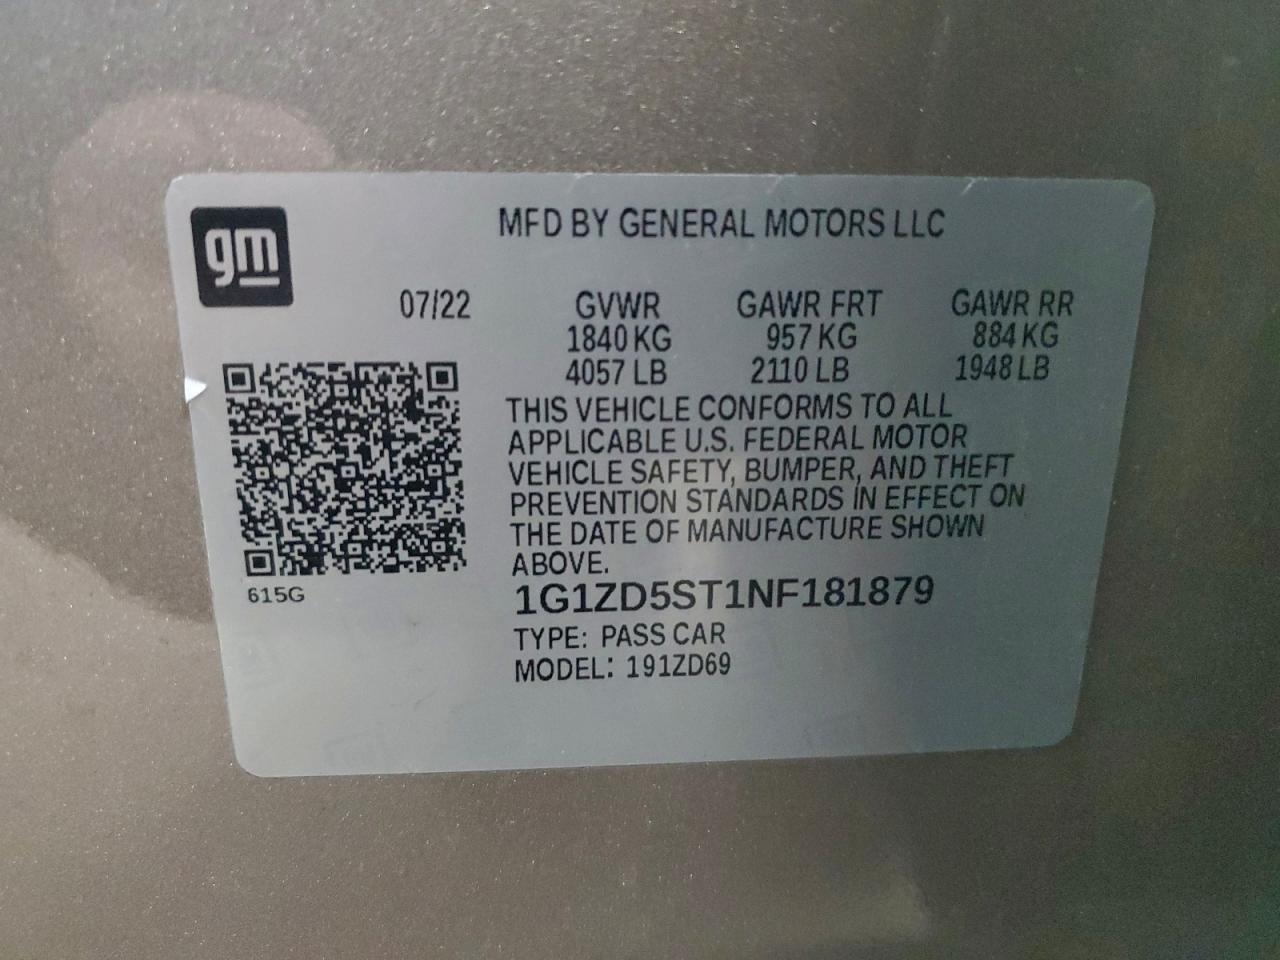 gm
MFD BY GENERAL MOTORS LLC
07/22 GVWR GAWR FRT GAWR RR
1840 KG 957 KG 884 KG
4057 LB 2110 LB 1948 LB
THIS VEHICLE CONFORMS TO ALL
APPLICABLE U.S. FEDERAL MOTOR
VEHICLE SAFETY, BUMPER, AND THEFT
PREVENTION STANDARDS IN EFFECT ON
THE DATE OF MANUFACTURE SHOWN
ABOVE.
615G
1G1ZD5ST1NF181879
TYPE: PASS CAR
MODEL: 191ZD69